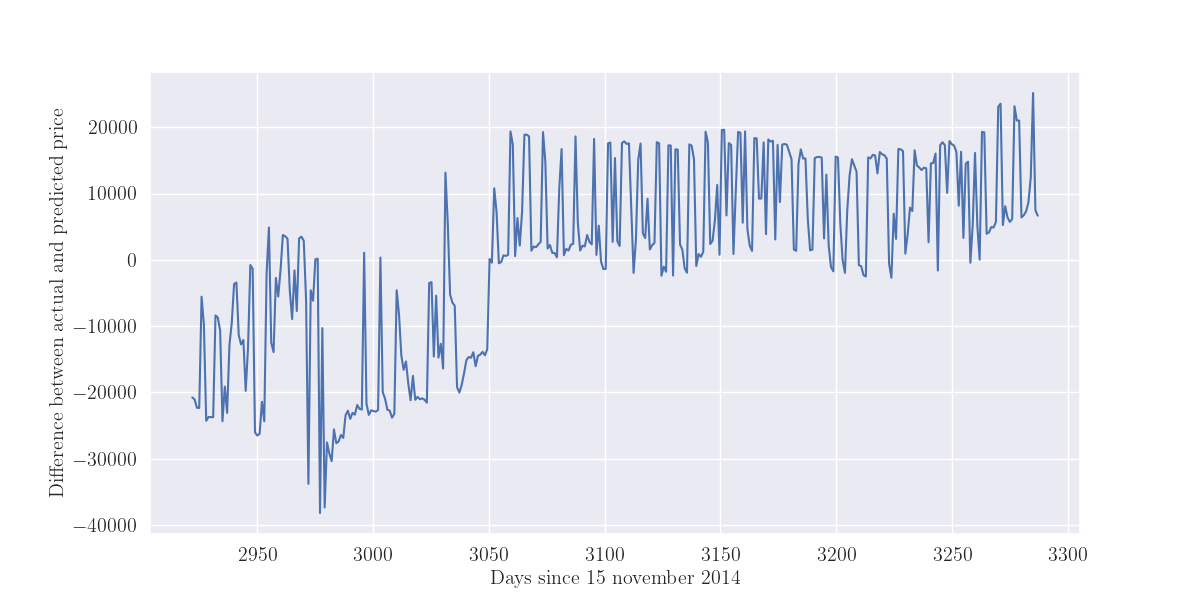 Difference between actual and predicted price
20000
10000
0
−10000
−20000
−30000
−40000
2950 3000 3050 3100 3150 3200 3250 3300
Days since 15 november 2014